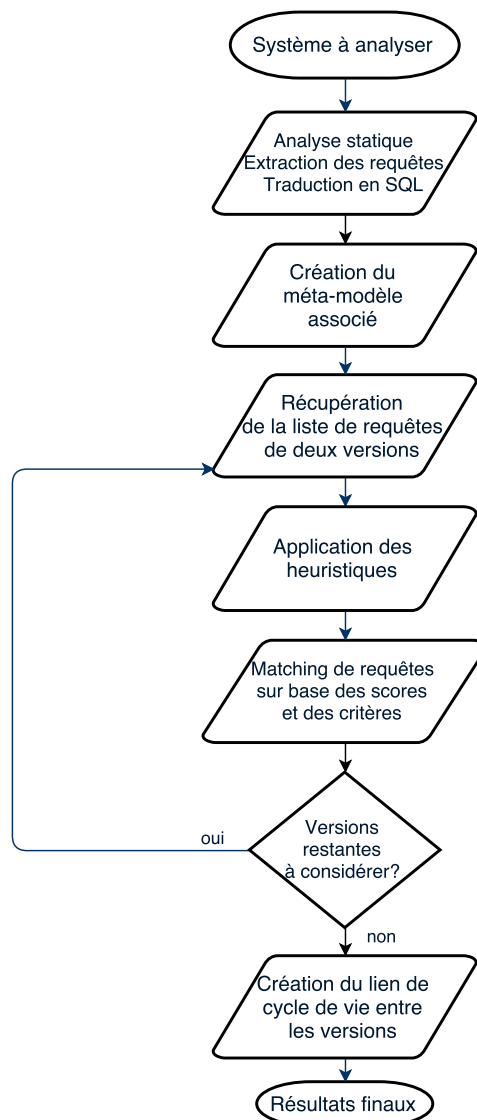 Système à analyser
Analyse statique
Extraction des requêtes
Traduction en SQL
Création du
méta-modèle
associé
Récupération
de la liste de requêtes
de deux versions
Application des
heuristiques
Matching de requêtes
sur base des scores
et des critères
Versions
restantes
à considérer?
oui
non
Création du lien de
cycle de vie entre
les versions
Résultats finaux